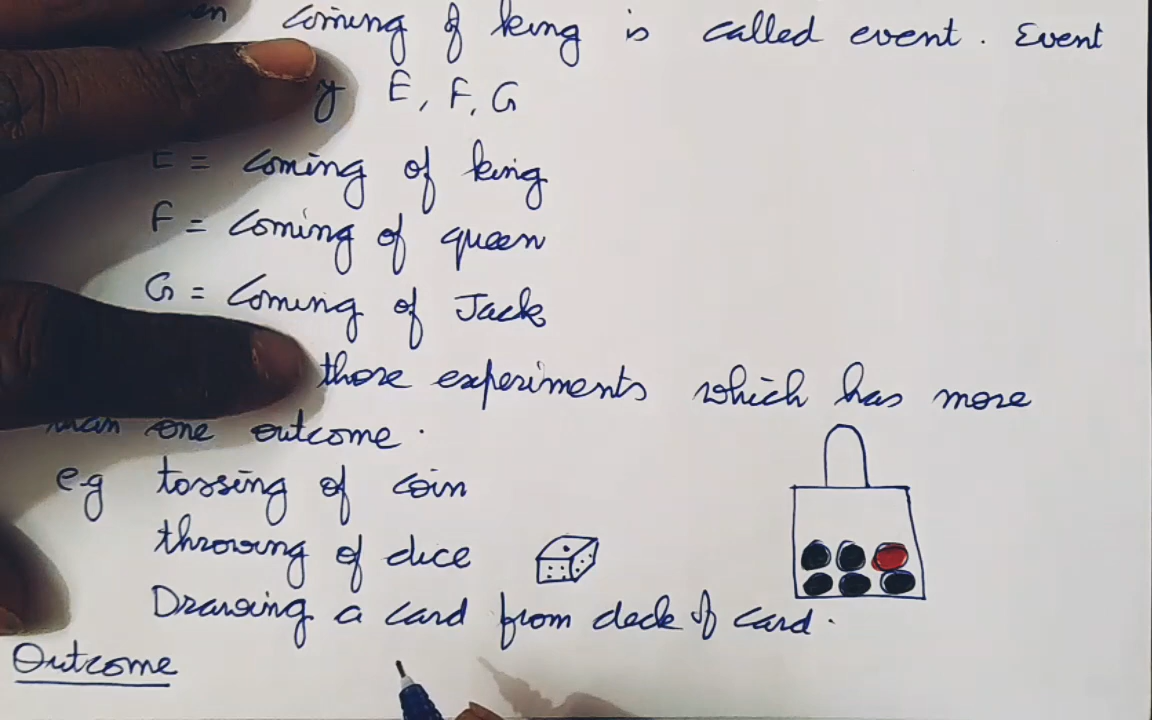 coming of king is called event. Event
E, F, G
E = coming of king
F = coming of queen
G = coming of Jack
those experiments which has more
than one outcome.
eg tossing of coin
throwing of dice
Drawing a card from deck of card.
Outcome